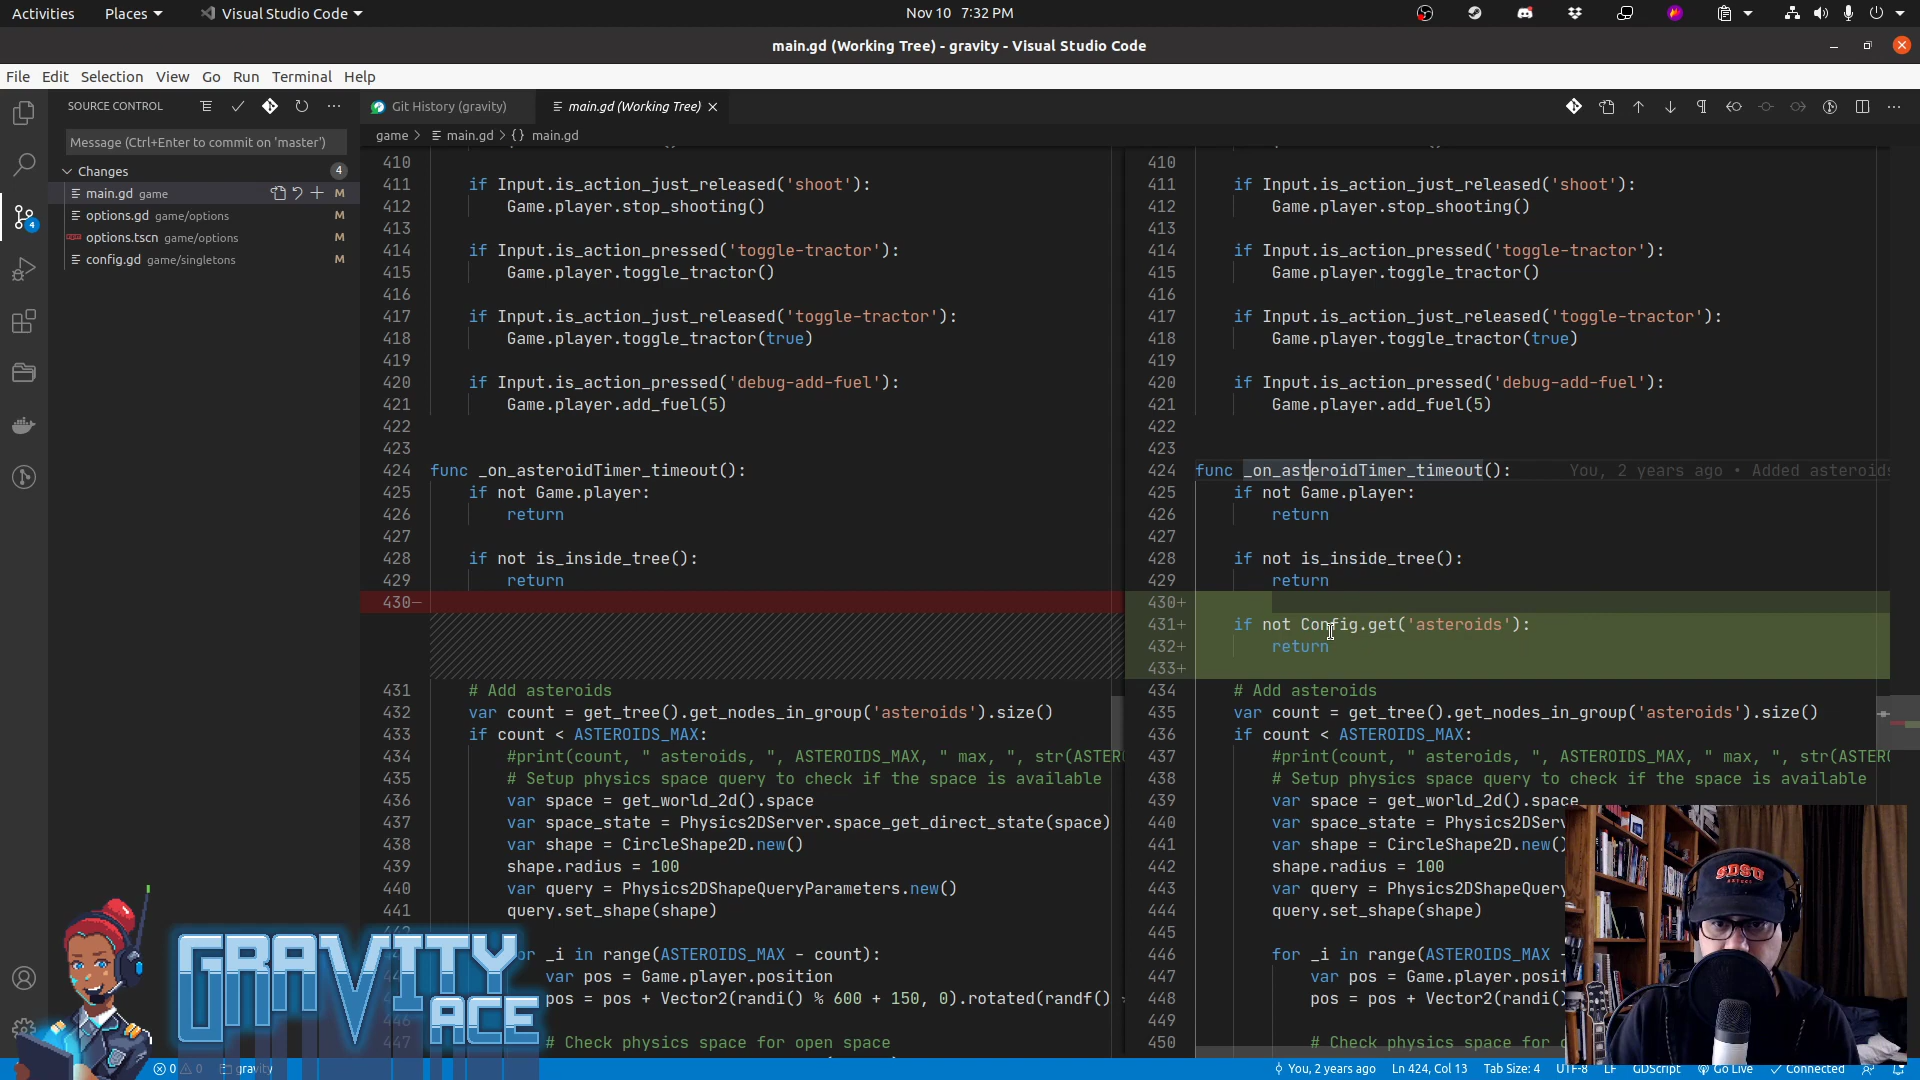 Activities Places Visual Studio Code Nov 10 7:32 PM
main.gd (Working Tree) - gravity - Visual Studio Code
File Edit Selection View Go Run Terminal Help
SOURCE CONTROL
Git History (gravity) main.gd (Working Tree)
game > main.gd > {} main.gd
Message (Ctrl+Enter to commit on 'master')
Changes 4
main.gd game M
options.gd game/options M
options.tscn game/options M
config.gd game/singletons M
4
410
411 if Input.is_action_just_released('shoot'):
412 Game.player.stop_shooting()
413
414 if Input.is_action_pressed('toggle-tractor'):
415 Game.player.toggle_tractor()
416
417 if Input.is_action_just_released('toggle-tractor'):
418 Game.player.toggle_tractor(true)
419
420 if Input.is_action_pressed('debug-add-fuel'):
421 Game.player.add_fuel(5)
422
423
424 func _on_asteroidTimer_timeout():
425 if not Game.player:
426 return
427
428 if not is_inside_tree():
429 return
430−
431 # Add asteroids
432 var count = get_tree().get_nodes_in_group('asteroids').size()
433 if count < ASTEROIDS_MAX:
434 #print(count, " asteroids, ", ASTEROIDS_MAX, " max, ", str(ASTER
435 # Setup physics space query to check if the space is available
436 var space = get_world_2d().space
437 var space_state = Physics2DServer.space_get_direct_state(space)
438 var shape = CircleShape2D.new()
439 shape.radius = 100
440 var query = Physics2DShapeQueryParameters.new()
441 query.set_shape(shape)
or _i in range(ASTEROIDS_MAX - count):
var pos = Game.player.position
pos = pos + Vector2(randi() % 600 + 150, 0).rotated(randf()
# Check physics space for open space
410
411 if Input.is_action_just_released('shoot'):
412 Game.player.stop_shooting()
413
414 if Input.is_action_pressed('toggle-tractor'):
415 Game.player.toggle_tractor()
416
417 if Input.is_action_just_released('toggle-tractor'):
418 Game.player.toggle_tractor(true)
419
420 if Input.is_action_pressed('debug-add-fuel'):
421 Game.player.add_fuel(5)
422
423
424 func _on_asteroidTimer_timeout(): You, 2 years ago • Added asteroids
425 if not Game.player:
426 return
427
428 if not is_inside_tree():
429 return
430+
431+ if not Config.get('asteroids'):
432+ return
433+
434 # Add asteroids
435 var count = get_tree().get_nodes_in_group('asteroids').size()
436 if count < ASTEROIDS_MAX:
437 #print(count, " asteroids, ", ASTEROIDS_MAX, " max, ", str(ASTERO
438 # Setup physics space query to check if the space is available
439 var space = get_world_2d().space
440 var space_state = Physics2DServ
441 var shape = CircleShape2D.new()
442 shape.radius = 100
443 var query = Physics2DShapeQuery
444 query.set_shape(shape)
445
446 for _i in range(ASTEROIDS_MAX -
447 var pos = Game.player.posit
448 pos = pos + Vector2(randi()
449
450 # Check physics space for o
GRAVITY
ACE
SDSU
0 0 gravity You, 2 years ago Ln 424, Col 13 Tab Size: 4 UTF-8 LF GDScript Go Live Connected